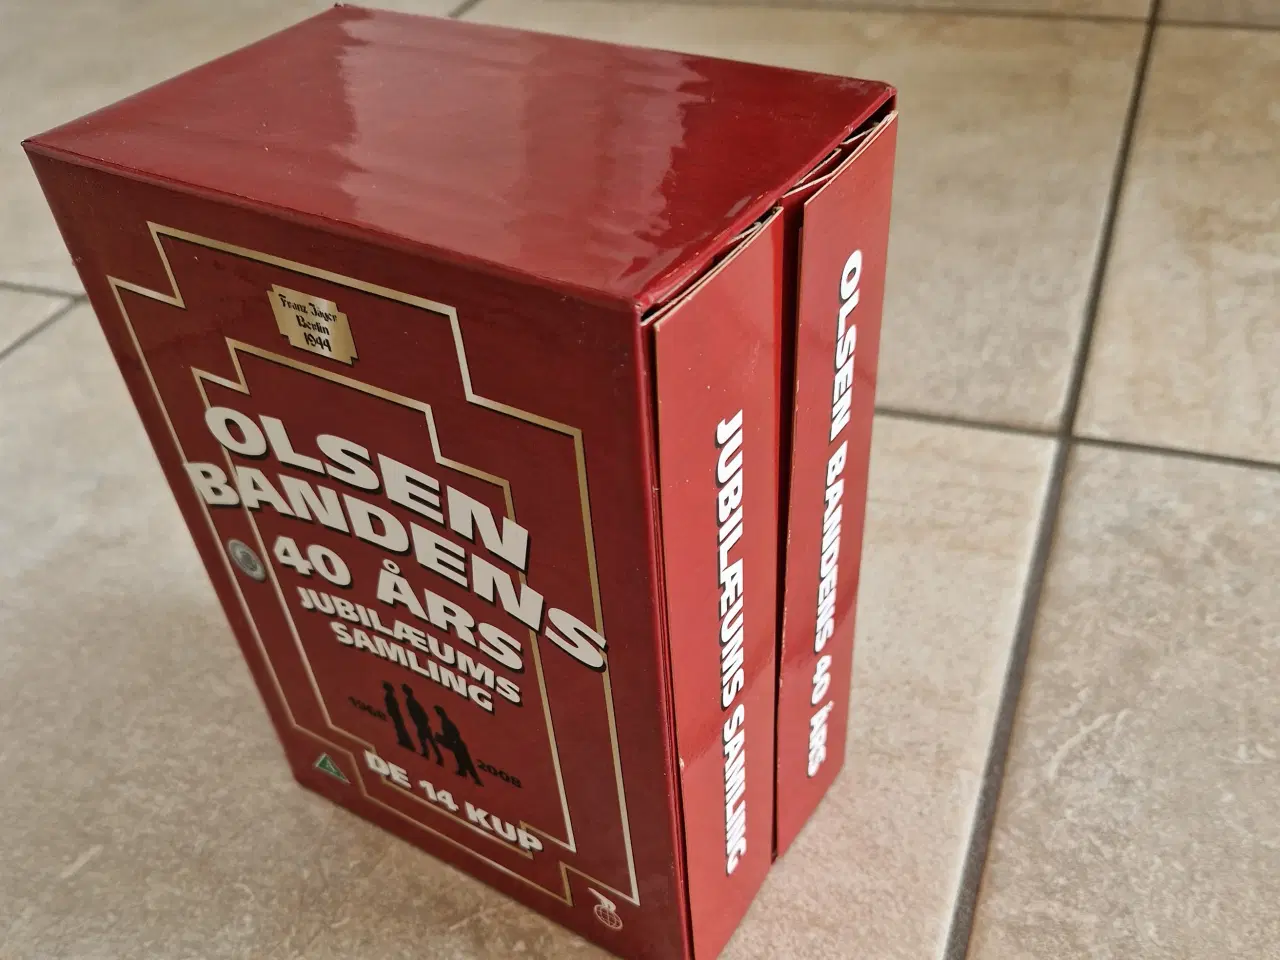 Franz Jäger
Berlin
1944
OLSEN
BANDENS
40 ÅRS
JUBILÆUMS
SAMLING
1968
2008
DE 14 KUP
A
JUBILÆUMS SAMLING
OLSEN BANDENS 40 ÅRS